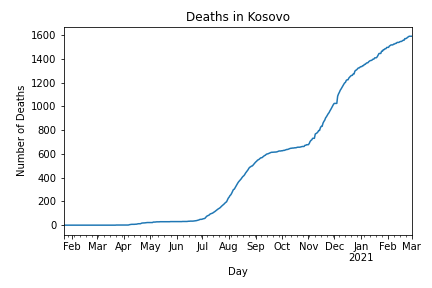 Deaths in Kosovo
Number of Deaths
1600
1400
1200
1000
800
600
400
200
0
Feb Mar Apr May Jun Jul Aug Sep Oct Nov Dec Jan Feb Mar
2021
Day